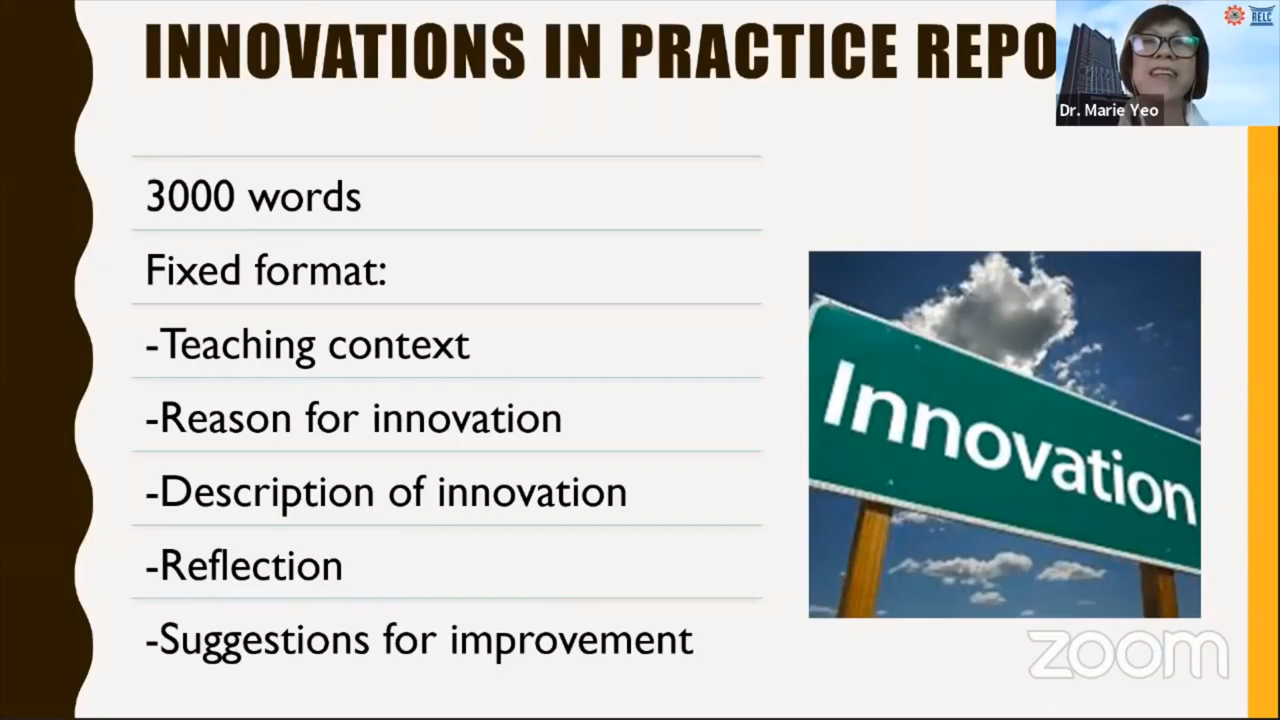 INNOVATIONS IN PRACTICE REPO
RELC
Dr. Marie Yeo
3000 words
Fixed format:
-Teaching context
-Reason for innovation
-Description of innovation
-Reflection
-Suggestions for improvement
Innovation
zoom